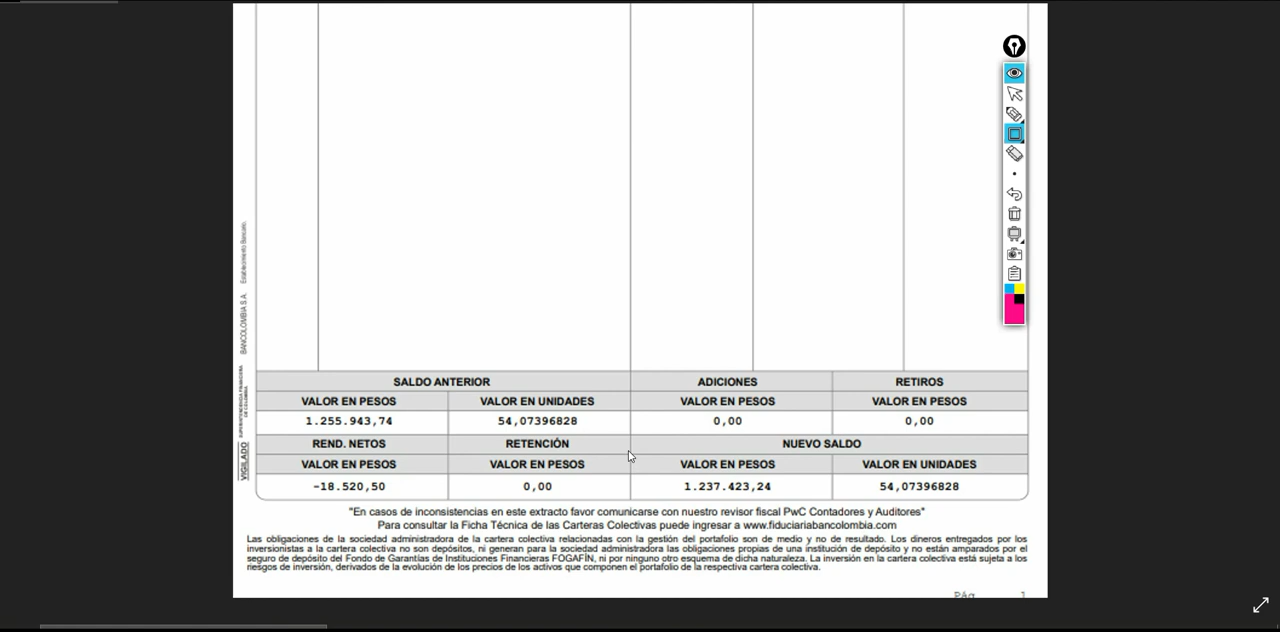 Establecimiento Bancario.
BANCOLOMBIA S.A.
SUPERINTENDENCIA FINANCIERA
DE COLOMBIA
VIGILADO
SALDO ANTERIOR ADICIONES RETIROS
VALOR EN PESOS VALOR EN UNIDADES VALOR EN PESOS VALOR EN PESOS
1.255.943,74 54,07396828 0,00 0,00
REND. NETOS RETENCIÓN NUEVO SALDO
VALOR EN PESOS VALOR EN PESOS VALOR EN PESOS VALOR EN UNIDADES
-18.520,50 0,00 1.237.423,24 54,07396828
"En casos de inconsistencias en este extracto favor comunicarse con nuestro revisor fiscal PwC Contadores y Auditores"
Para consultar la Ficha Técnica de las Carteras Colectivas puede ingresar a www.fiduciariabancolombia.com
Las obligaciones de la sociedad administradora de la cartera colectiva relacionadas con la gestión del portafolio son de medio y no de resultado. Los dineros entregados por los
inversionistas a la cartera colectiva no son depósitos, ni generan para la sociedad administradora las obligaciones propias de una institución de depósito y no están amparados por el
seguro de depósito del Fondo de Garantías de Instituciones Financieras FOGAFÍN, ni por ninguno otro esquema de dicha naturaleza. La inversión en la cartera colectiva está sujeta a los
riesgos de inversión, derivados de la evolución de los precios de los activos que componen el portafolio de la respectiva cartera colectiva.
Pág 1